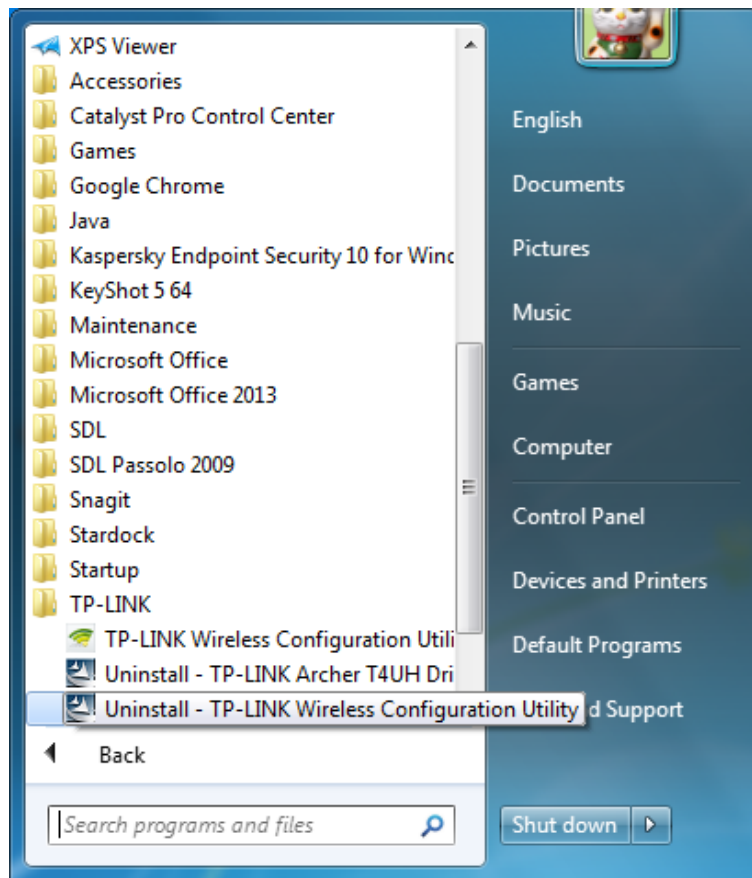 XPS Viewer
Accessories
Catalyst Pro Control Center
Games
Google Chrome
Java
Kaspersky Endpoint Security 10 for Winc
KeyShot 5 64
Maintenance
Microsoft Office
Microsoft Office 2013
SDL
SDL Passolo 2009
Snagit
Stardock
Startup
TP-LINK
TP-LINK Wireless Configuration Utili
Uninstall - TP-LINK Archer T4UH Dri
Uninstall - TP-LINK Wireless Configuration Utility
Back
Search programs and files
English
Documents
Pictures
Music
Games
Computer
Control Panel
Devices and Printers
Default Programs
d Support
Shut down